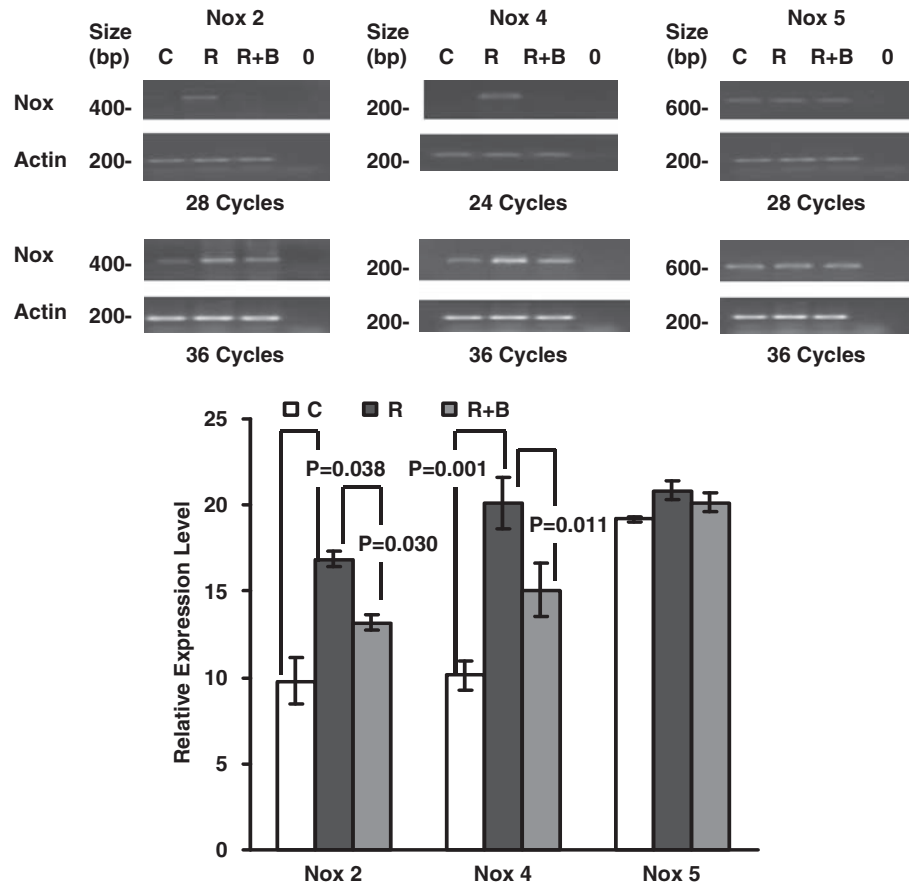 Nox 2 Nox 4 Nox 5
Size (bp) C R R+B 0 Size (bp) C R R+B 0 Size (bp) C R R+B 0
Nox 400- 200- 600-
Actin 200- 200- 200-
28 Cycles 24 Cycles 28 Cycles
Nox 400- 200- 600-
Actin 200- 200- 200-
36 Cycles 36 Cycles 36 Cycles
C R R+B
25
P=0.038 P=0.001
20
P=0.011
P=0.030
15
10
5
0
Relative Expression Level
Nox 2 Nox 4 Nox 5